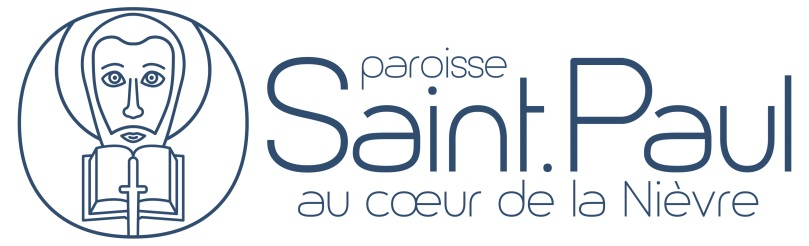 paroisse
Saint.Paul
au cœur de la Nièvre